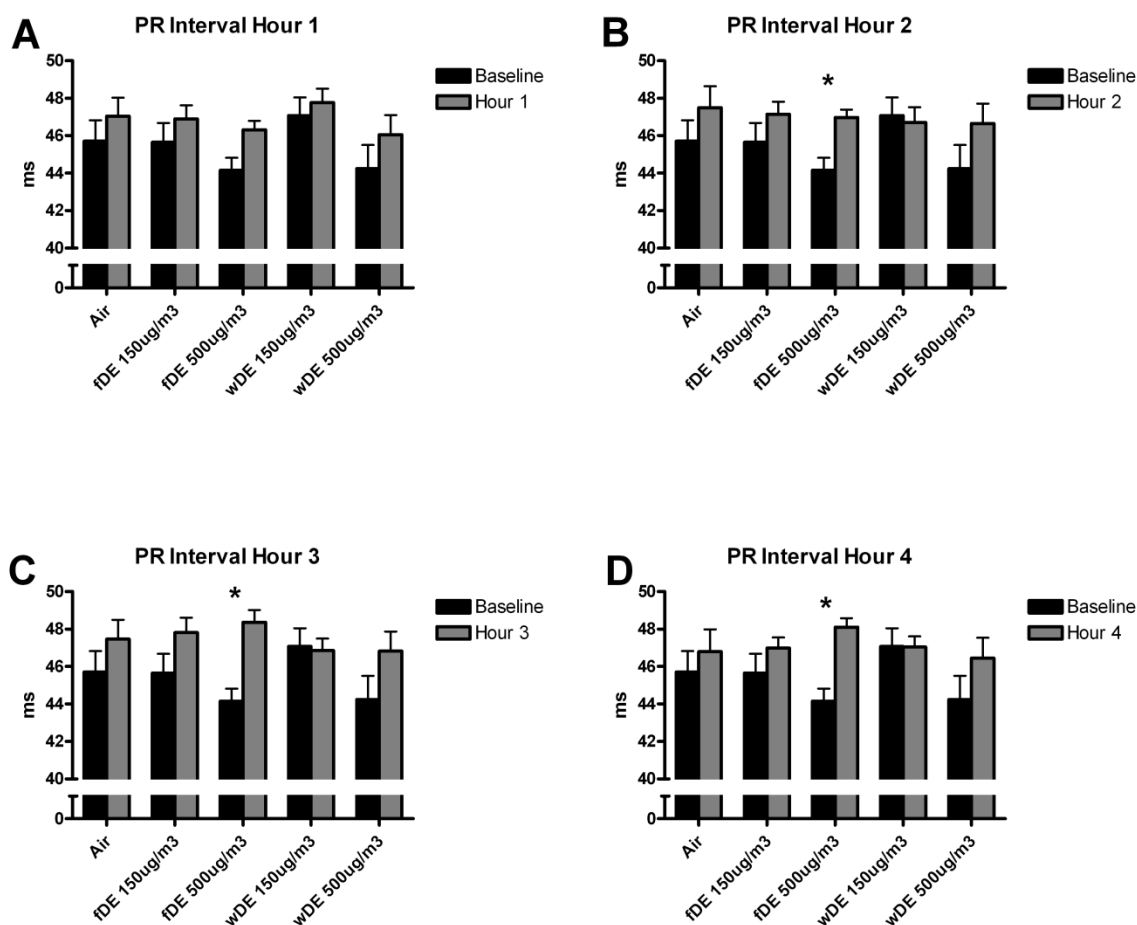 A
PR Interval Hour 1
50
48
46
44
42
40
0
ms
Baseline
Hour 1
Air
fDE 150ug/m3
fDE 500ug/m3
wDE 150ug/m3
wDE 500ug/m3
B
PR Interval Hour 2
50
48
46
44
42
40
0
ms
*
Baseline
Hour 2
Air
fDE 150ug/m3
fDE 500ug/m3
wDE 150ug/m3
wDE 500ug/m3
C
PR Interval Hour 3
50
48
46
44
42
40
0
ms
*
Baseline
Hour 3
Air
fDE 150ug/m3
fDE 500ug/m3
wDE 150ug/m3
wDE 500ug/m3
D
PR Interval Hour 4
50
48
46
44
42
40
0
ms
*
Baseline
Hour 4
Air
fDE 150ug/m3
fDE 500ug/m3
wDE 150ug/m3
wDE 500ug/m3